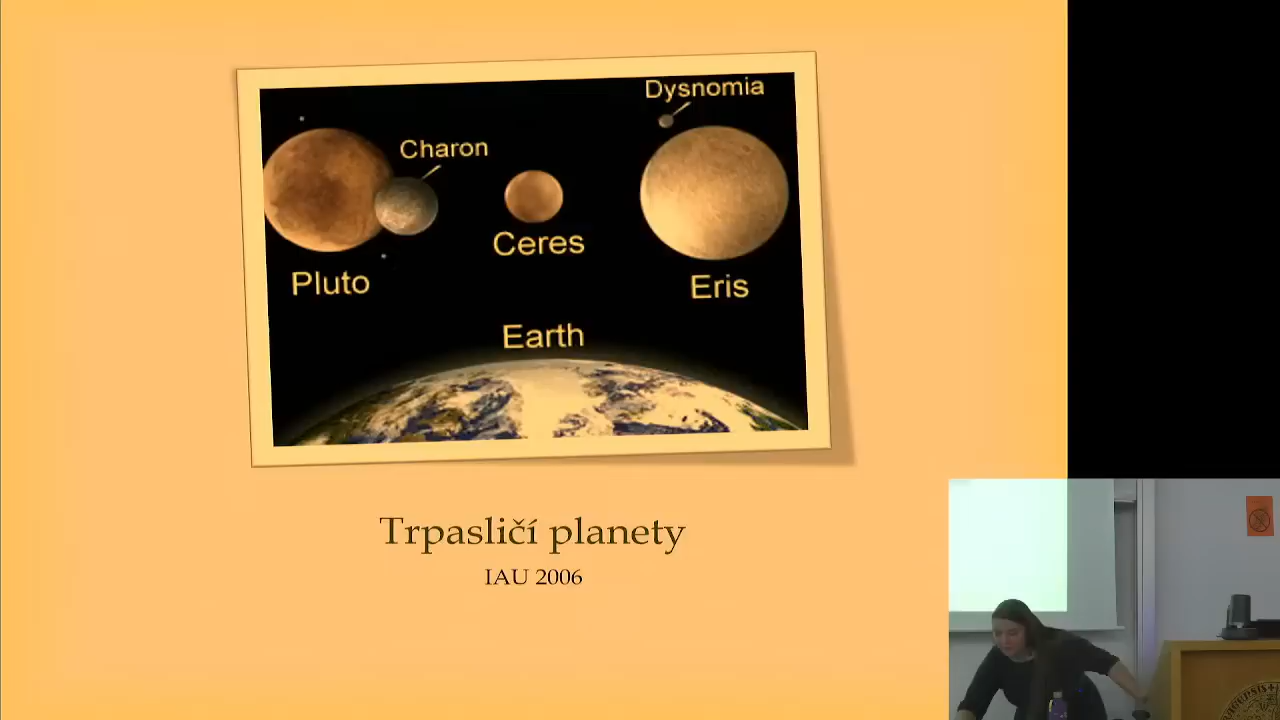 Dysnomia
Charon
Ceres
Pluto
Eris
Earth
Trpasličí planety
IAU 2006